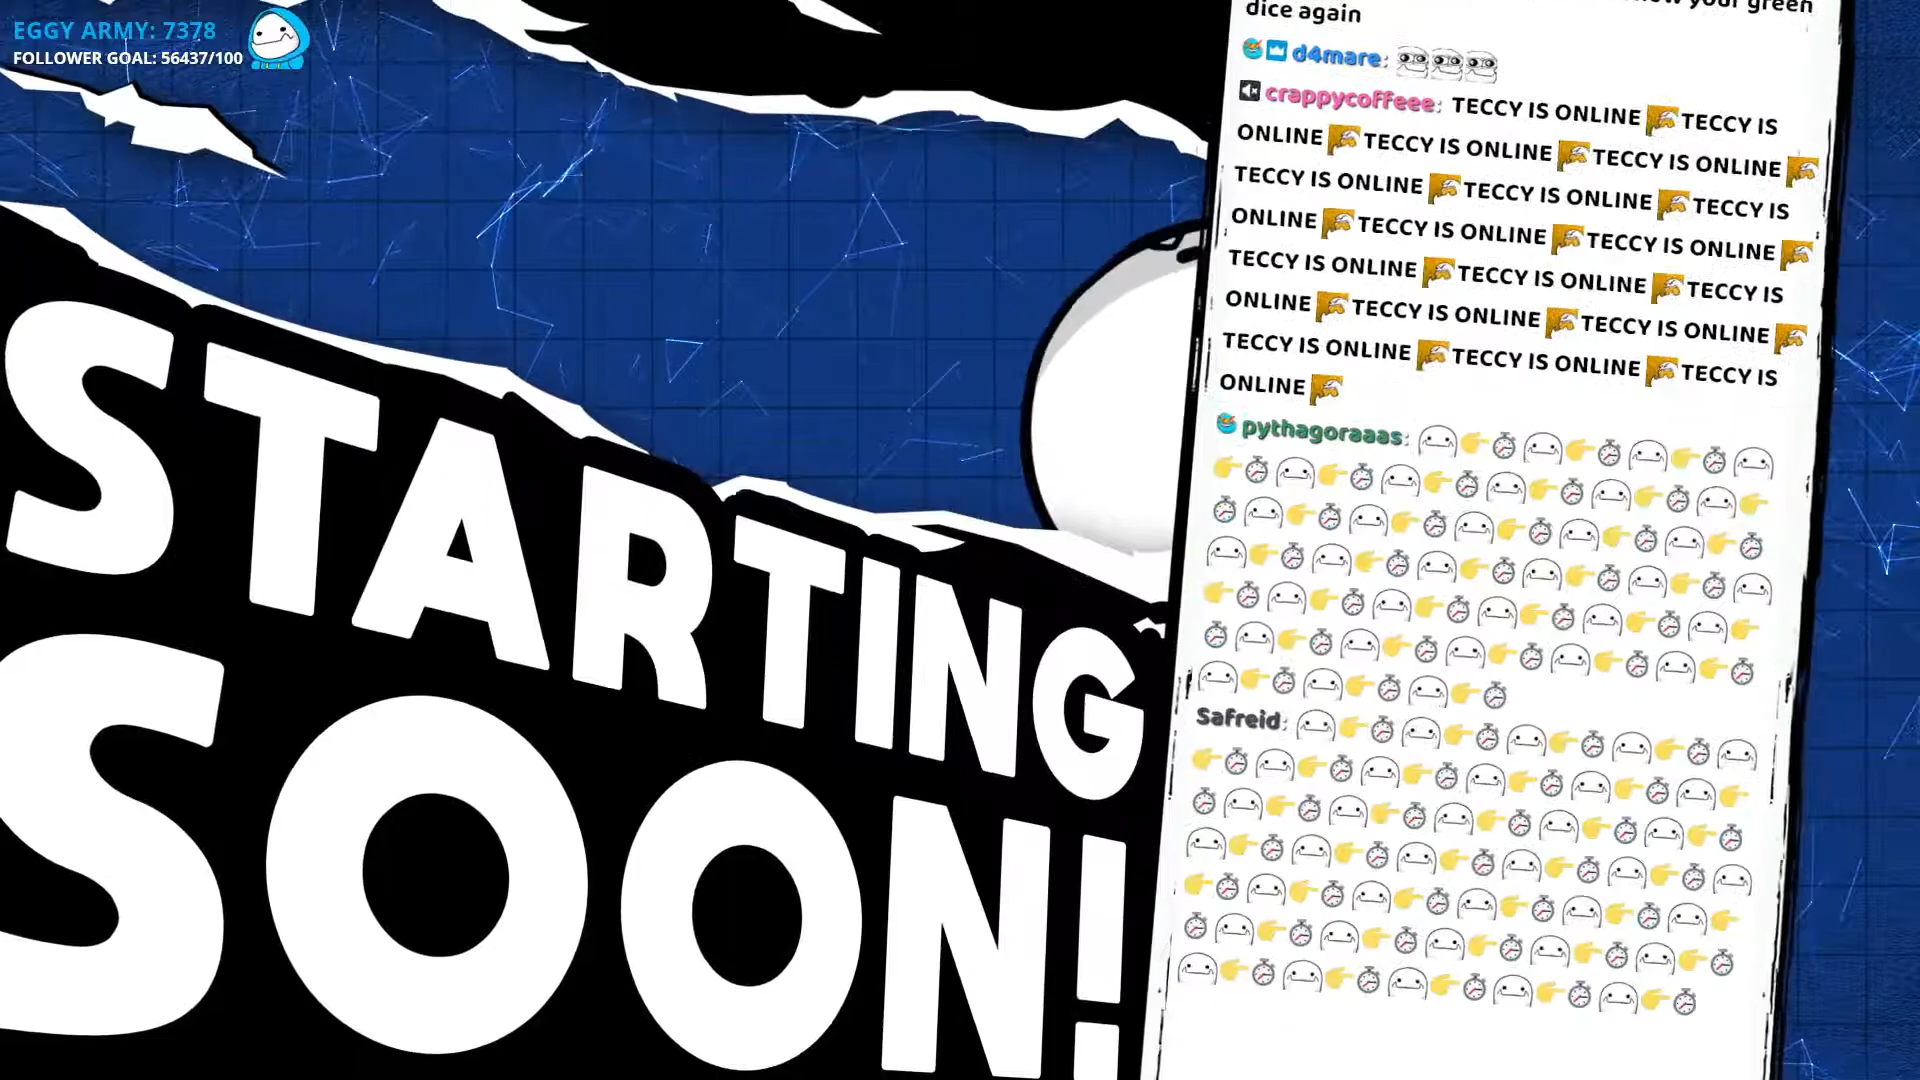 EGGY ARMY: 7378
FOLLOWER GOAL: 56437/100
STARTING
SOON!
your green
dice again
d4mare:
crappycoffeee: TECCY IS ONLINE TECCY IS
ONLINE TECCY IS ONLINE TECCY IS ONLINE
TECCY IS ONLINE TECCY IS ONLINE TECCY IS
ONLINE TECCY IS ONLINE TECCY IS ONLINE
TECCY IS ONLINE TECCY IS ONLINE TECCY IS
ONLINE TECCY IS ONLINE TECCY IS ONLINE
TECCY IS ONLINE TECCY IS ONLINE TECCY IS
ONLINE
pythagoraaas:
Safreid: